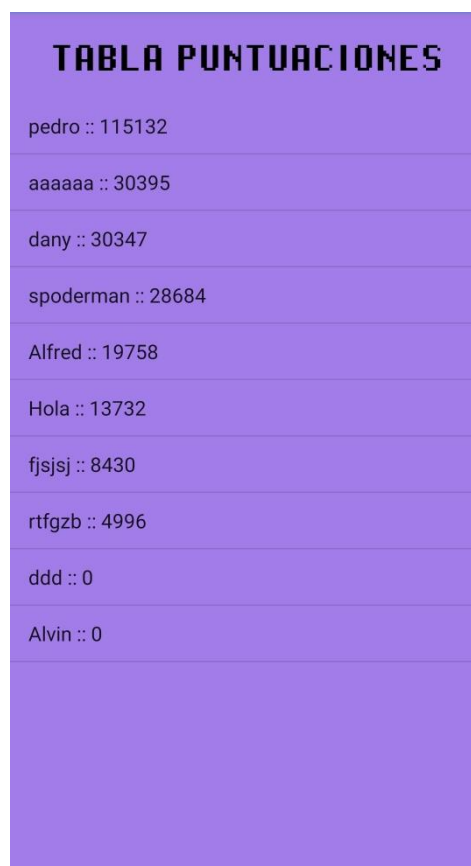 TABLA PUNTUACIONES
pedro :: 115132
aaaaaa :: 30395
dany :: 30347
spoderman :: 28684
Alfred :: 19758
Hola :: 13732
fjsjsj :: 8430
rtfgzb :: 4996
ddd :: 0
Alvin :: 0